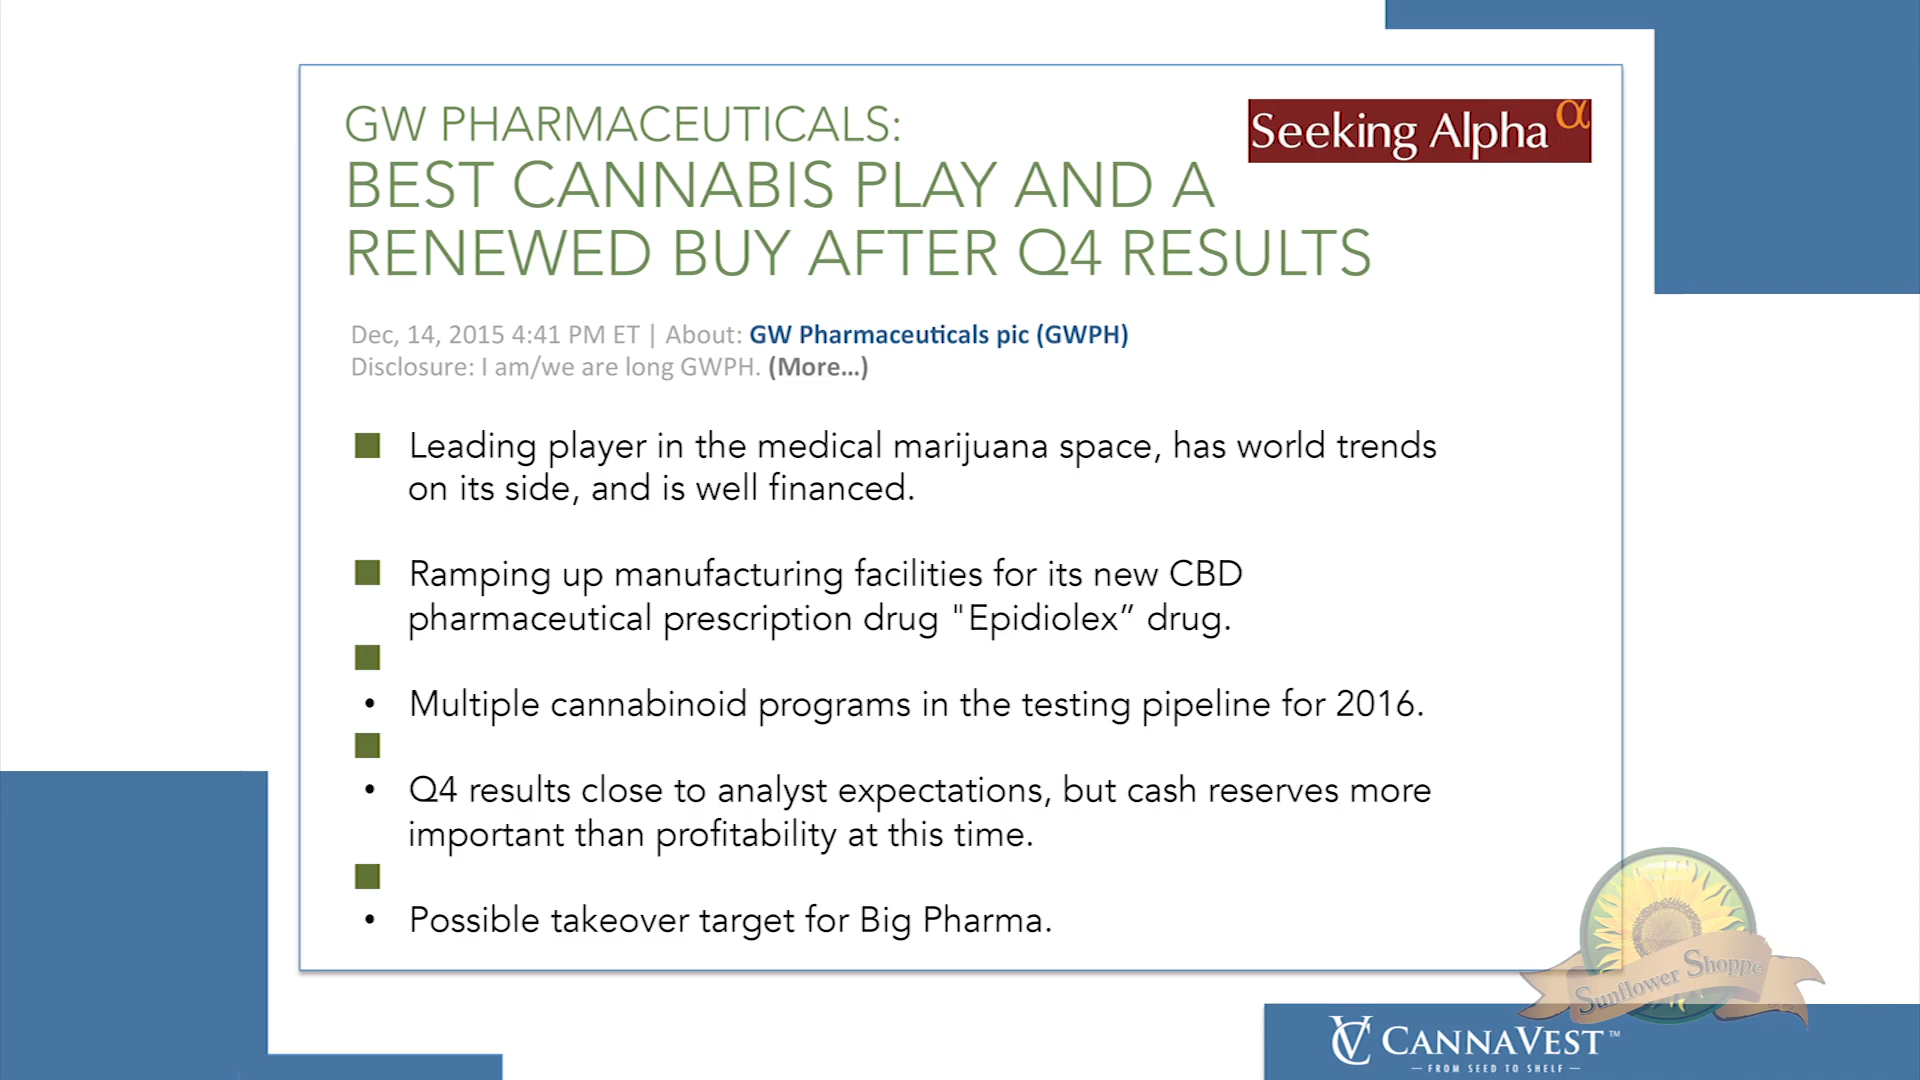 GW PHARMACEUTICALS:
BEST CANNABIS PLAY AND A
RENEWED BUY AFTER Q4 RESULTS
Seeking Alpha α
Dec, 14, 2015 4:41 PM ET | About: GW Pharmaceuticals pic (GWPH)
Disclosure: I am/we are long GWPH. (More...)
■ Leading player in the medical marijuana space, has world trends
on its side, and is well financed.
■ Ramping up manufacturing facilities for its new CBD
pharmaceutical prescription drug "Epidiolex” drug.
■
• Multiple cannabinoid programs in the testing pipeline for 2016.
■
• Q4 results close to analyst expectations, but cash reserves more
important than profitability at this time.
■
• Possible takeover target for Big Pharma.
Sunflower Shoppe
VC CANNAVEST™
— FROM SEED TO SHELF —